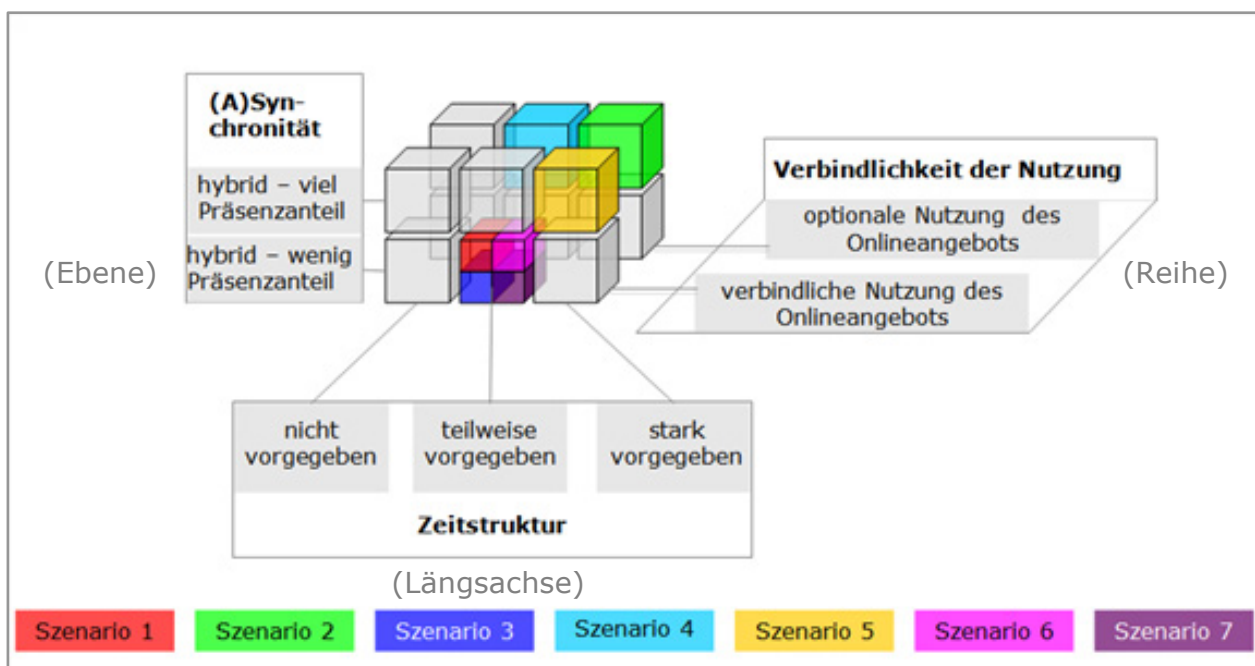 (A)Syn-
chronität
hybrid – viel
Präsenzanteil
hybrid – wenig
Präsenzanteil
(Ebene)
Verbindlichkeit der Nutzung
optionale Nutzung des
Onlineangebots
verbindliche Nutzung des
Onlineangebots
(Reihe)
nicht
vorgegeben
teilweise
vorgegeben
stark
vorgegeben
Zeitstruktur
(Längsachse)
Szenario 1
Szenario 2
Szenario 3
Szenario 4
Szenario 5
Szenario 6
Szenario 7